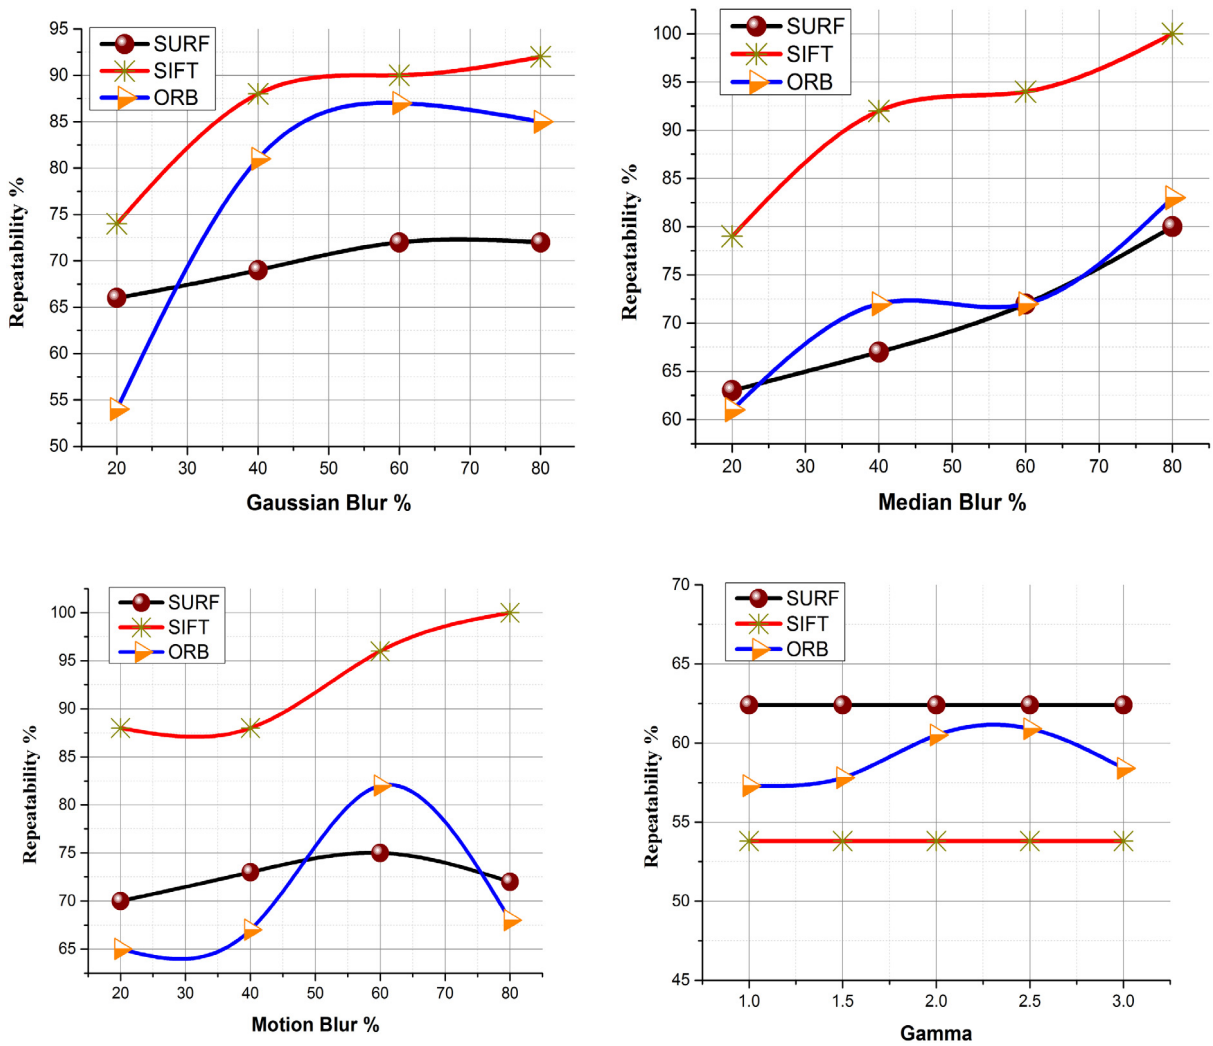 SURF
SIFT
ORB
95
90
85
80
75
70
65
60
55
50
Repeatability %
20 30 40 50 60 70 80
Gaussian Blur %
SURF
SIFT
ORB
100
95
90
85
80
75
70
65
60
Repeatability %
20 30 40 50 60 70 80
Median Blur %
SURF
SIFT
ORB
100
95
90
85
80
75
70
65
Repeatability %
20 30 40 50 60 70 80
Motion Blur %
SURF
SIFT
ORB
70
65
60
55
50
45
Repeatability %
1.0 1.5 2.0 2.5 3.0
Gamma